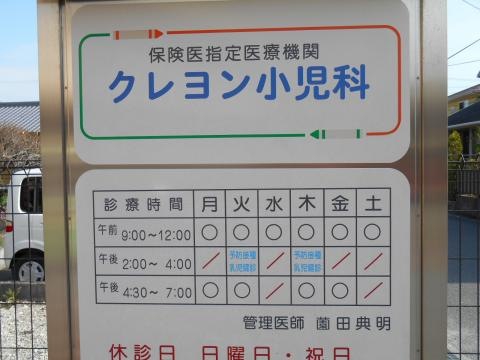 保険医指定医療機関
クレヨン小児科
診療時間 月 火 水 木 金 土
午前 9:00~12:00 ○ ○ ○ ○ ○ ○
午後 2:00~4:00 / 予防接種 乳児健診 / 予防接種 乳児健診 / /
午後 4:30~7:00 ○ ○ / ○ ○ /
管理医師 薗田典明
休診日 日曜日・祝日